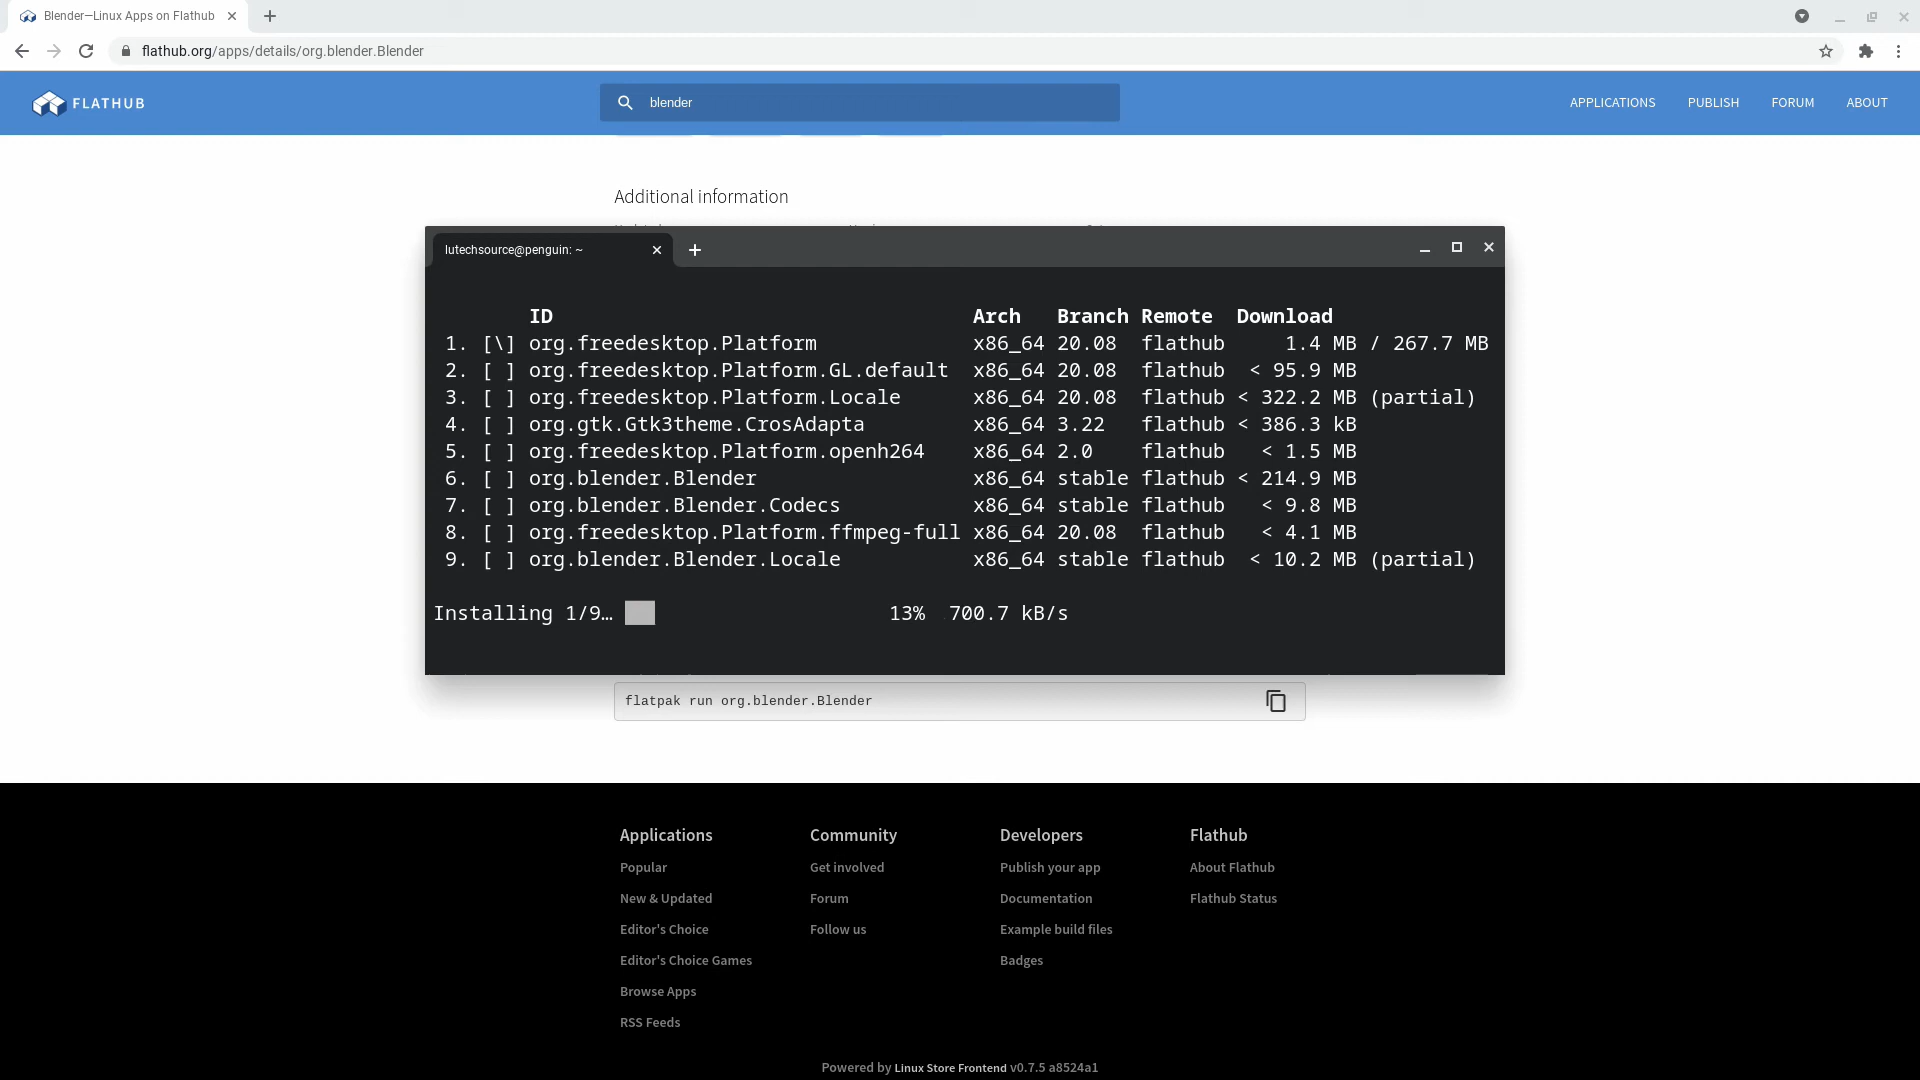 Blender—Linux Apps on Flathub
flathub.org/apps/details/org.blender.Blender
FLATHUB
blender
APPLICATIONS PUBLISH FORUM ABOUT
Additional information
lutechsource@penguin: ~
ID Arch Branch Remote Download
1. [\] org.freedesktop.Platform x86_64 20.08 flathub 1.4 MB / 267.7 MB
2. [ ] org.freedesktop.Platform.GL.default x86_64 20.08 flathub < 95.9 MB
3. [ ] org.freedesktop.Platform.Locale x86_64 20.08 flathub < 322.2 MB (partial)
4. [ ] org.gtk.Gtk3theme.CrosAdapta x86_64 3.22 flathub < 386.3 kB
5. [ ] org.freedesktop.Platform.openh264 x86_64 2.0 flathub < 1.5 MB
6. [ ] org.blender.Blender x86_64 stable flathub < 214.9 MB
7. [ ] org.blender.Blender.Codecs x86_64 stable flathub < 9.8 MB
8. [ ] org.freedesktop.Platform.ffmpeg-full x86_64 20.08 flathub < 4.1 MB
9. [ ] org.blender.Blender.Locale x86_64 stable flathub < 10.2 MB (partial)
Installing 1/9… 13% 700.7 kB/s
flatpak run org.blender.Blender
Applications
Popular
New & Updated
Editor's Choice
Editor's Choice Games
Browse Apps
RSS Feeds
Community
Get involved
Forum
Follow us
Developers
Publish your app
Documentation
Example build files
Badges
Flathub
About Flathub
Flathub Status
Powered by Linux Store Frontend v0.7.5 a8524a1